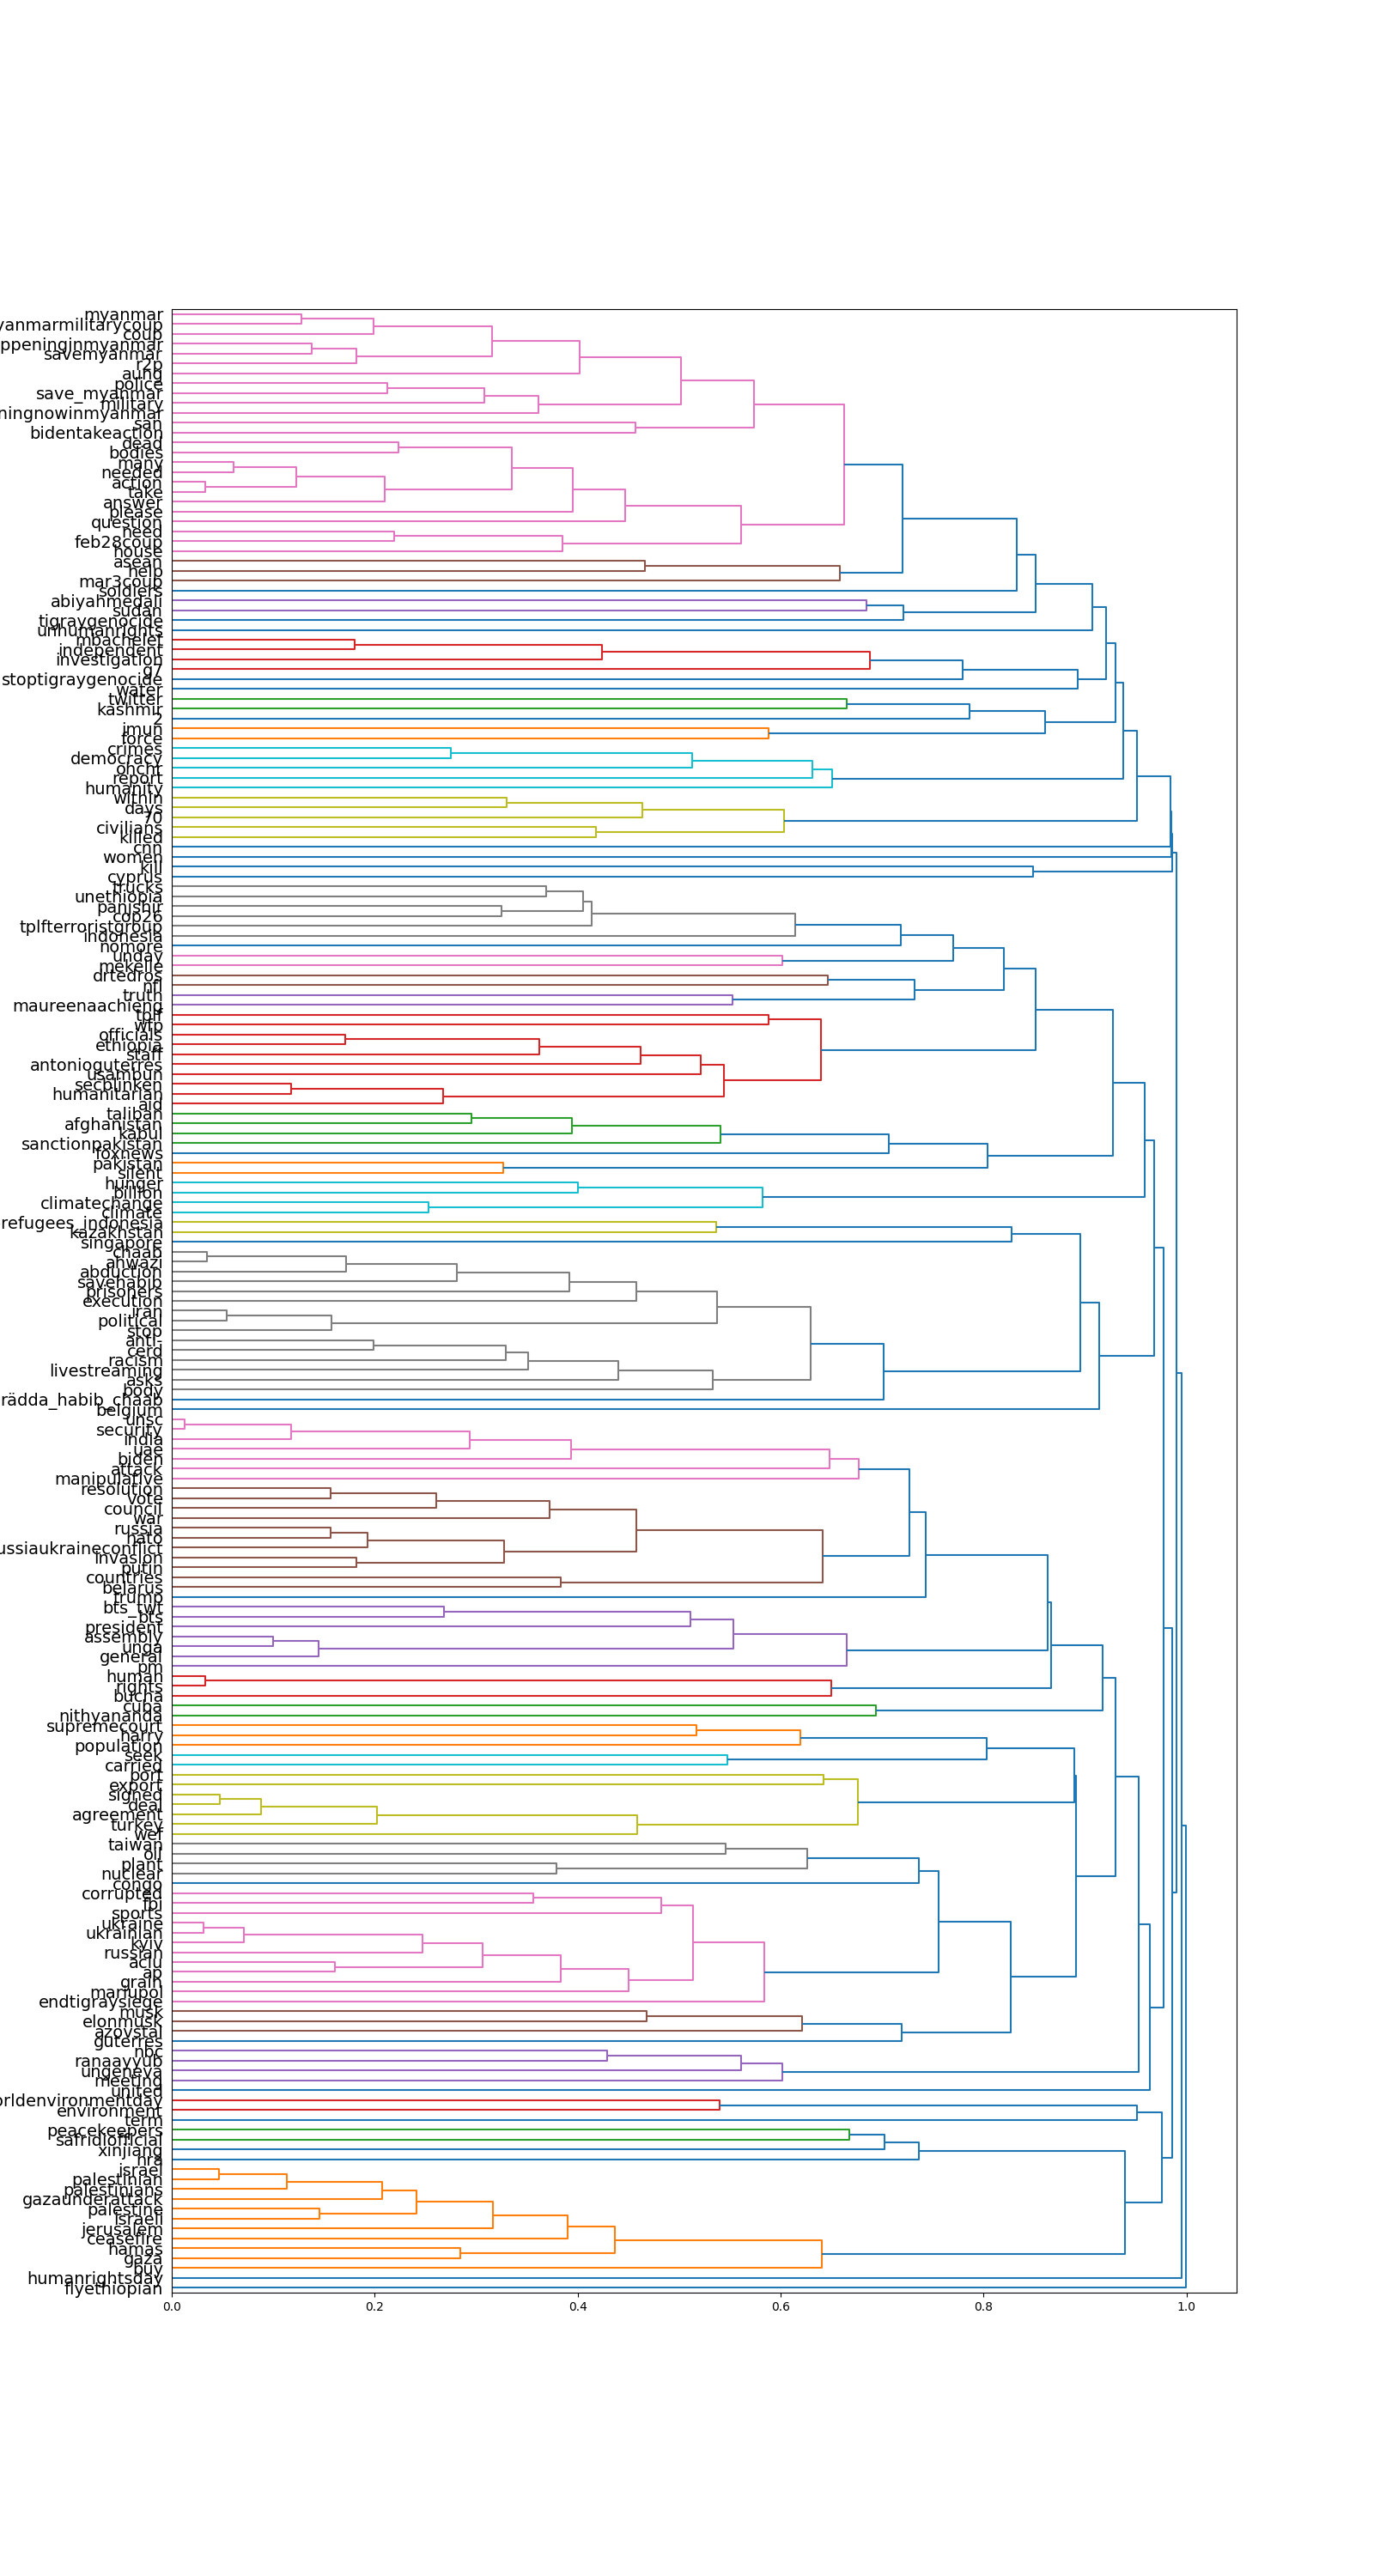 myanmar
yanmarmilitarycoup
coup
ppeninginmyanmar
savemyanmar
r2p
aung
police
save_myanmar
military
ningnowinmyanmar
san
bidentakeaction
dead
bodies
many
needed
action
take
answer
please
question
need
feb28coup
house
asean
help
mar3coup
soldiers
abiyahmedali
sudan
tigraygenocide
unhumanrights
mbachelet
independent
investigation
g7
stoptigraygenocide
water
twitter
kashmir
2
imun
force
crimes
democracy
ohchr
report
humanity
within
days
70
civilians
killed
cnn
women
kill
cyprus
trucks
unethiopia
panjshir
cop26
tplfterroristgroup
indonesia
nomore
unday
mekelle
drtedros
nfl
truth
maureenaachieng
tplf
wfp
officials
ethiopia
staff
antonioguterres
usambun
secblinken
humanitarian
aid
taliban
afghanistan
kabul
sanctionpakistan
foxnews
pakistan
silent
hunger
billion
climatechange
climate
refugees_indonesia
kazakhstan
singapore
chaab
ahwazi
abduction
savehabib
prisoners
execution
iran
political
stop
anti-
cerd
racism
livestreaming
asks
body
rädda_habib_chaab
belgium
unsc
security
india
uae
biden
attack
manipulative
resolution
vote
council
war
russia
nato
ussiaukraineconflict
invasion
putin
countries
belarus
trump
bts_twt
bts
president
assembly
unga
general
pm
human
rights
bucha
cuba
nithyananda
supremecourt
harry
population
seek
carried
port
export
signed
deal
agreement
turkey
wef
taiwan
oil
plant
nuclear
congo
corrupted
fbi
sports
ukraine
ukrainian
kyiv
russian
aclu
ap
grain
mariupol
endtigraysiege
musk
elonmusk
azovstal
guterres
nbc
ranaayyub
ungeneva
meeting
united
orldenvironmentday
environment
term
peacekeepers
safridiofficial
xinjiang
nra
israel
palestinian
palestinians
gazaunderattack
palestine
israeli
jerusalem
ceasefire
hamas
gaza
buy
humanrightsday
flyethiopian
0.0 0.2 0.4 0.6 0.8 1.0